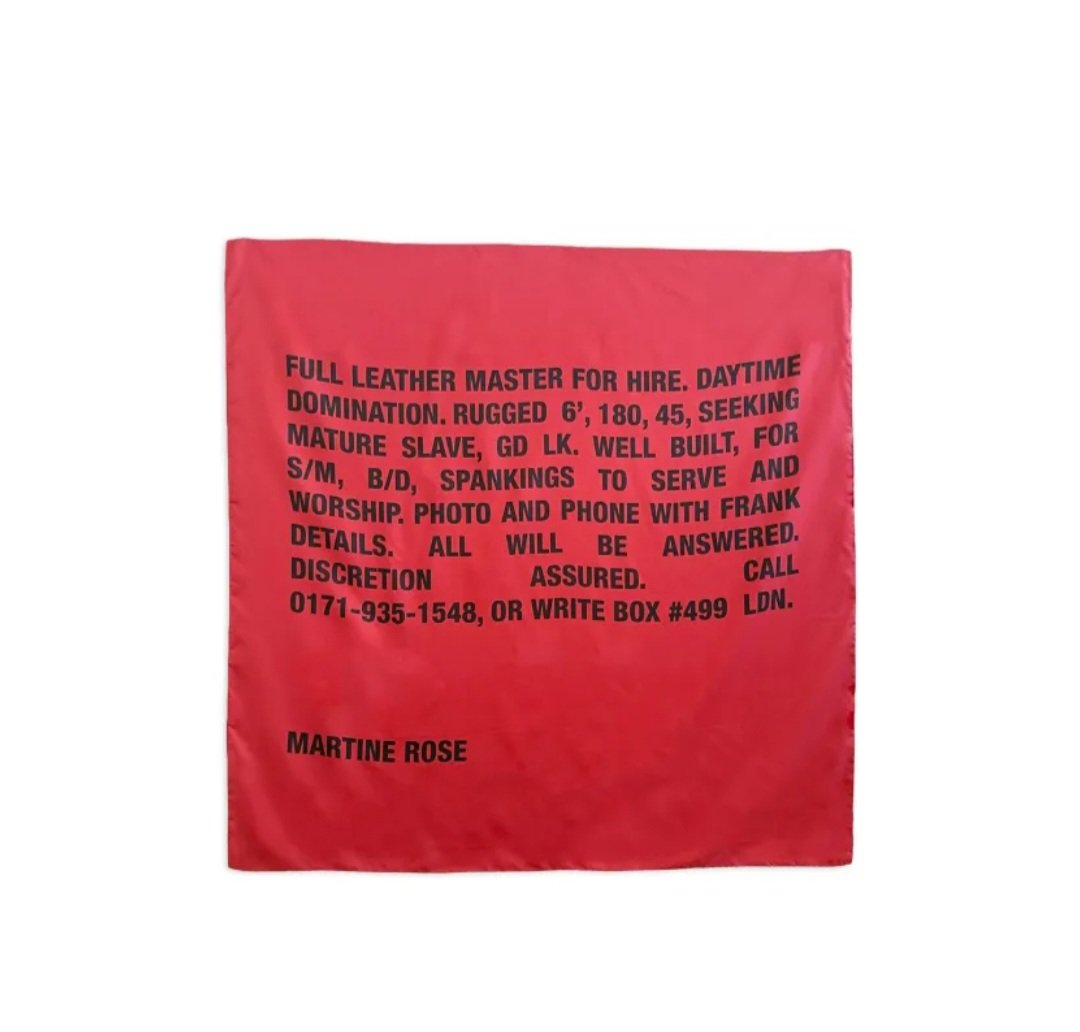 FULL LEATHER MASTER FOR HIRE. DAYTIME
DOMINATION. RUGGED 6', 180, 45, SEEKING
MATURE SLAVE, GD LK. WELL BUILT, FOR
S/M, B/D, SPANKINGS TO SERVE AND
WORSHIP. PHOTO AND PHONE WITH FRANK
DETAILS. ALL WILL BE ANSWERED.
DISCRETION ASSURED. CALL
0171-935-1548, OR WRITE BOX #499 LDN.
MARTINE ROSE